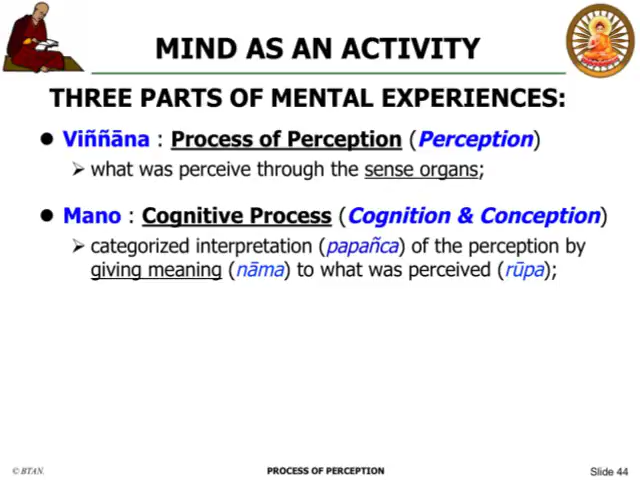 MIND AS AN ACTIVITY
THREE PARTS OF MENTAL EXPERIENCES:
● Viññāna : Process of Perception (Perception)
➢ what was perceive through the sense organs;
● Mano : Cognitive Process (Cognition & Conception)
➢ categorized interpretation (papañca) of the perception by
giving meaning (nāma) to what was perceived (rūpa);
© BTAN.
PROCESS OF PERCEPTION
Slide 44